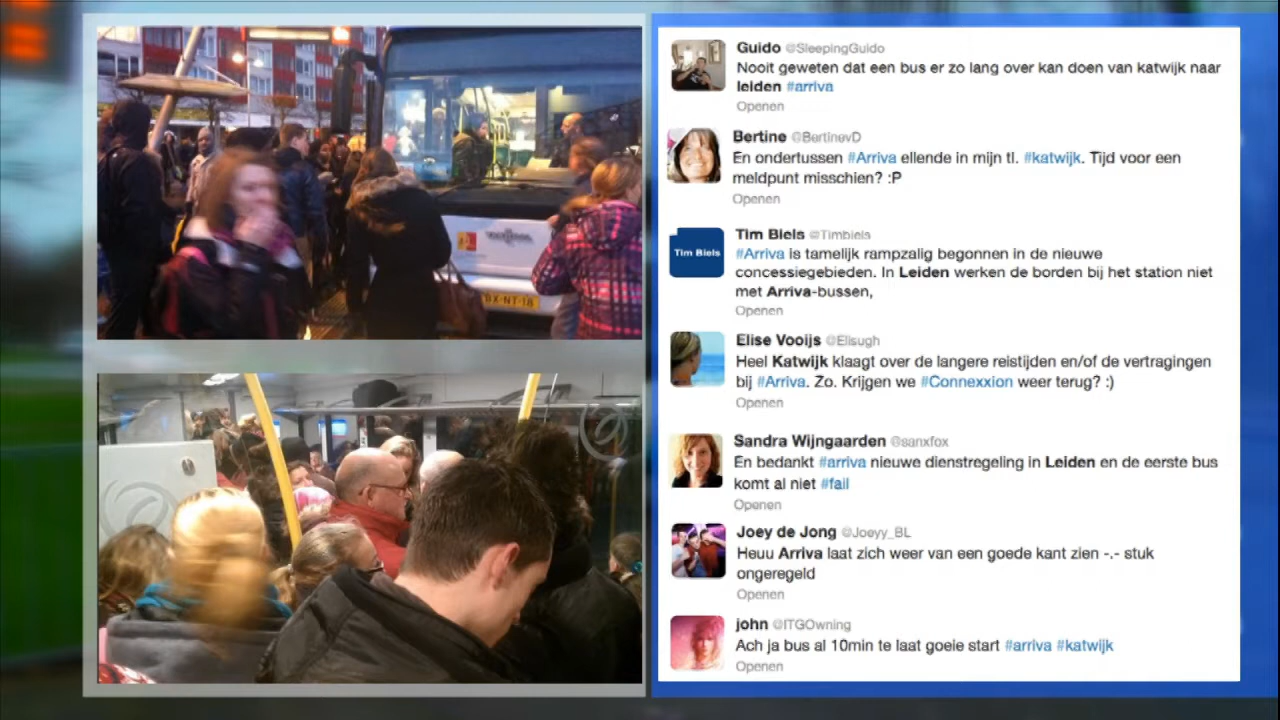 BX-NT-18
Guido @SleepingGuido
Nooit geweten dat een bus er zo lang over kan doen van katwijk naar
leiden #arriva
Openen
Bertine @BertinevD
En ondertussen #Arriva ellende in mijn tl. #katwijk. Tijd voor een
meldpunt misschien? :P
Openen
Tim Biels
Tim Biels @Timbiels
#Arriva is tamelijk rampzalig begonnen in de nieuwe
concessiegebieden. In Leiden werken de borden bij het station niet
met Arriva-bussen,
Openen
Elise Vooijs @Elisugh
Heel Katwijk klaagt over de langere reistijden en/of de vertragingen
bij #Arriva. Zo. Krijgen we #Connexxion weer terug? :)
Openen
Sandra Wijngaarden @sanxfox
En bedankt #arriva nieuwe dienstregeling in Leiden en de eerste bus
komt al niet #fail
Openen
Joey de Jong @Joeyy_BL
Heuu Arriva laat zich weer van een goede kant zien -.- stuk
ongeregeld
Openen
john @ITGOwning
Ach ja bus al 10min te laat goeie start #arriva #katwijk
Openen